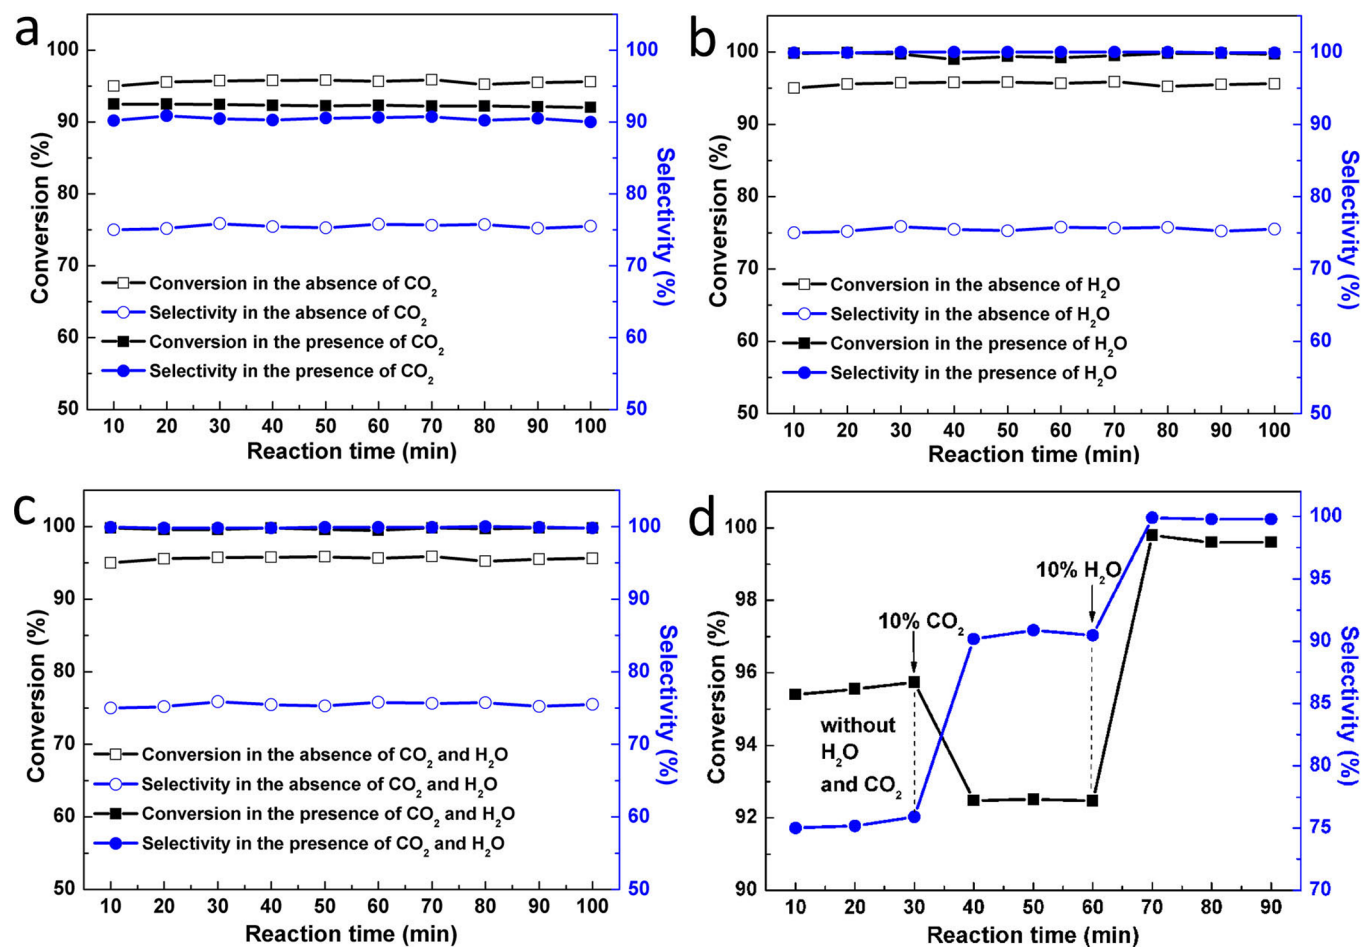 a
100
90
80
70
60
50
Conversion (%)
Conversion in the absence of CO₂
Selectivity in the absence of CO₂
Conversion in the presence of CO₂
Selectivity in the presence of CO₂
10 20 30 40 50 60 70 80 90 100
Reaction time (min)
100
90
80
70
60
50
Selectivity (%)
b
100
90
80
70
60
50
Conversion (%)
Conversion in the absence of H₂O
Selectivity in the absence of H₂O
Conversion in the presence of H₂O
Selectivity in the presence of H₂O
10 20 30 40 50 60 70 80 90 100
Reaction time (min)
100
90
80
70
60
50
Selectivity (%)
c
100
90
80
70
60
50
Conversion (%)
Conversion in the absence of CO₂ and H₂O
Selectivity in the absence of CO₂ and H₂O
Conversion in the presence of CO₂ and H₂O
Selectivity in the presence of CO₂ and H₂O
10 20 30 40 50 60 70 80 90 100
Reaction time (min)
100
90
80
70
60
50
Selectivity (%)
d
100
98
96
94
92
90
Conversion (%)
10% CO₂
10% H₂O
without
H₂O
and CO₂
10 20 30 40 50 60 70 80 90
Reaction time (min)
100
95
90
85
80
75
70
Selectivity (%)